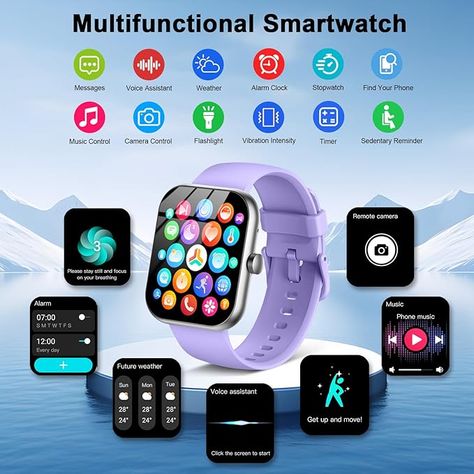 Multifunctional Smartwatch
Messages
Voice Assistant
Weather
Alarm Clock
Stopwatch
Find Your Phone
Music Control
Camera Control
Flashlight
Vibration Intensity
Timer
Sedentary Reminder
3
Please stay still and focus
on your breathing
Remote camera
Alarm
07:00
S M T W T F S
12:00
Every day
+
Music
Phone music
Future weather
Sun Mon Tue
28° 28° 28°
24° 24° 24°
Voice assistant
Click the screen to start
Get up and move!